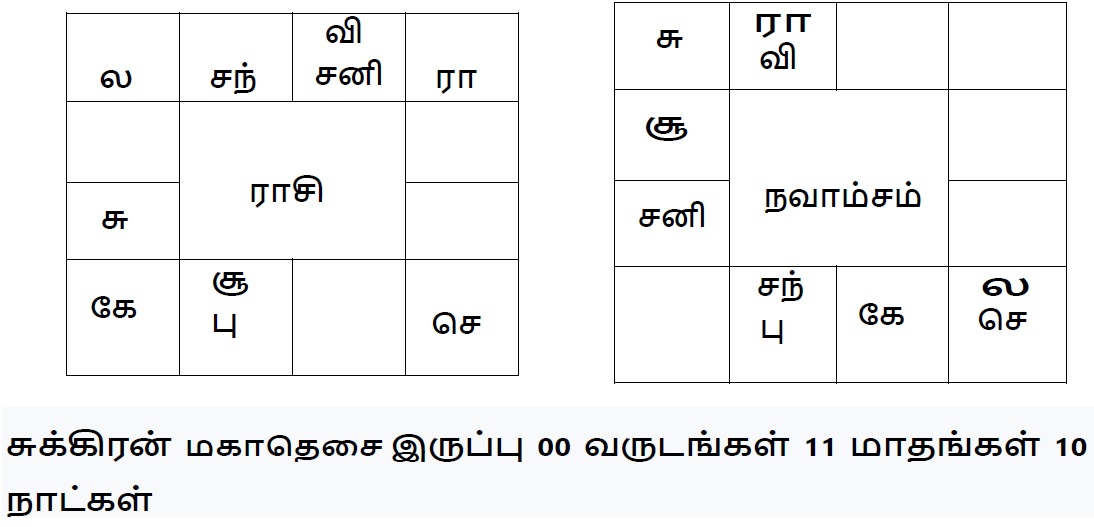 ல
சந்
வி
சனி
ரா
ராசி
சு
கே
சூ
பு
செ
சு
ரா
வி
சூ
நவாம்சம்
சனி
சந்
பு
கே
ல
செ
சுக்கிரன் மகாதெசை இருப்பு 00 வருடங்கள் 11 மாதங்கள் 10
நாட்கள்